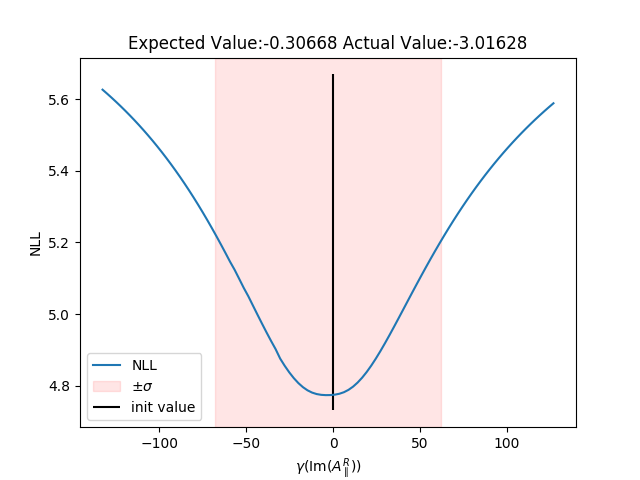 Expected Value:-0.30668 Actual Value:-3.01628
NLL
5.6
5.4
5.2
5.0
4.8
NLL
±σ
init value
−100
−50
0
50
100
γ(Im(A^R_∥))